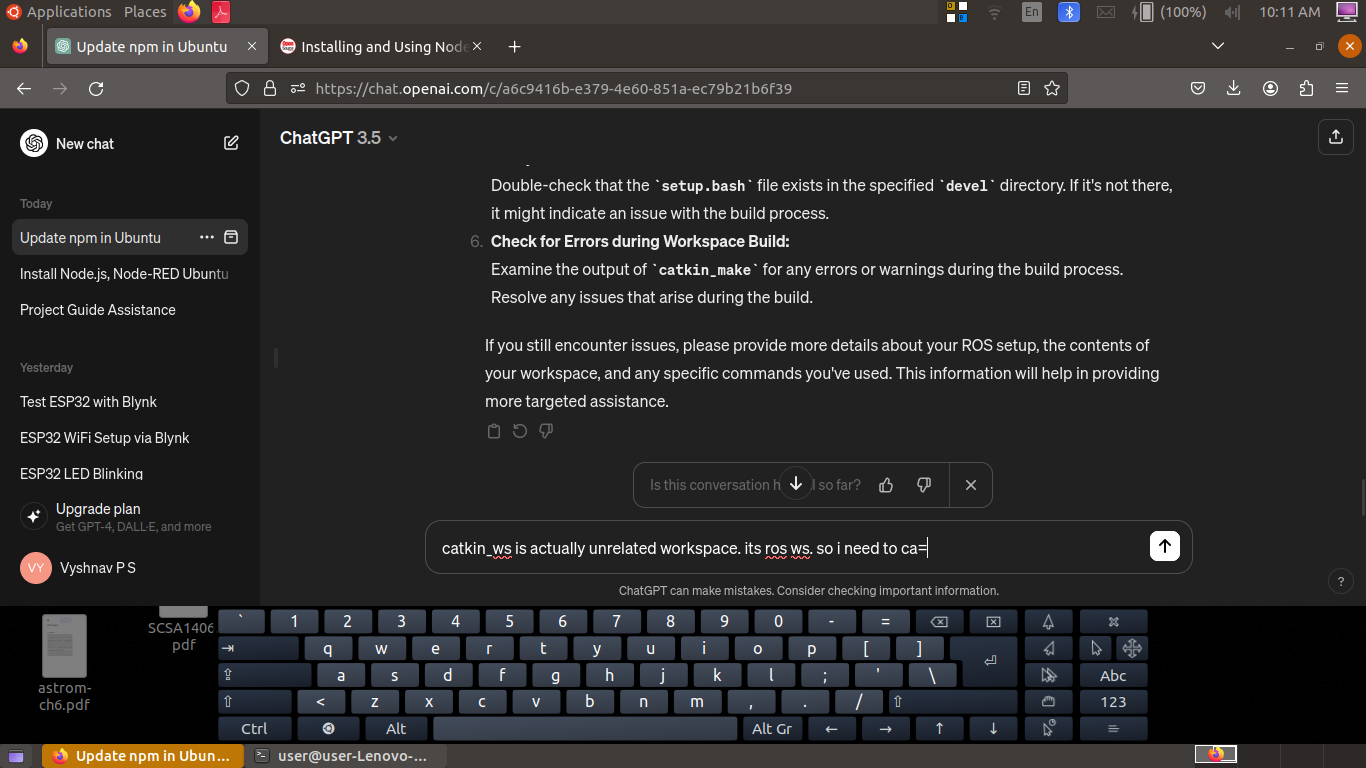 Applications Places En (100%) 10:11 AM
Update npm in Ubuntu Installing and Using Node
https://chat.openai.com/c/a6c9416b-e379-4e60-851a-ec79b21b6f39
New chat
ChatGPT 3.5
Today
Update npm in Ubuntu
Install Node.js, Node-RED Ubuntu
Project Guide Assistance
Yesterday
Test ESP32 with Blynk
ESP32 WiFi Setup via Blynk
ESP32 LED Blinking
Upgrade plan
Get GPT-4, DALL·E, and more
VY Vyshnav P S
Double-check that the `setup.bash` file exists in the specified `devel` directory. If it's not there,
it might indicate an issue with the build process.
6. Check for Errors during Workspace Build:
Examine the output of `catkin_make` for any errors or warnings during the build process.
Resolve any issues that arise during the build.
If you still encounter issues, please provide more details about your ROS setup, the contents of
your workspace, and any specific commands you've used. This information will help in providing
more targeted assistance.
Is this conversation h l so far?
catkin_ws is actually unrelated workspace. its ros ws. so i need to ca=
ChatGPT can make mistakes. Consider checking important information.
?
SCSA1406
pdf
astrom-
ch6.pdf
` 1 2 3 4 5 6 7 8 9 0 - =
q w e r t y u i o p [ ]
a s d f g h j k l ; ' \ Abc
< z x c v b n m , . / 123
Ctrl Alt Alt Gr
Update npm in Ubun... user@user-Lenovo-...